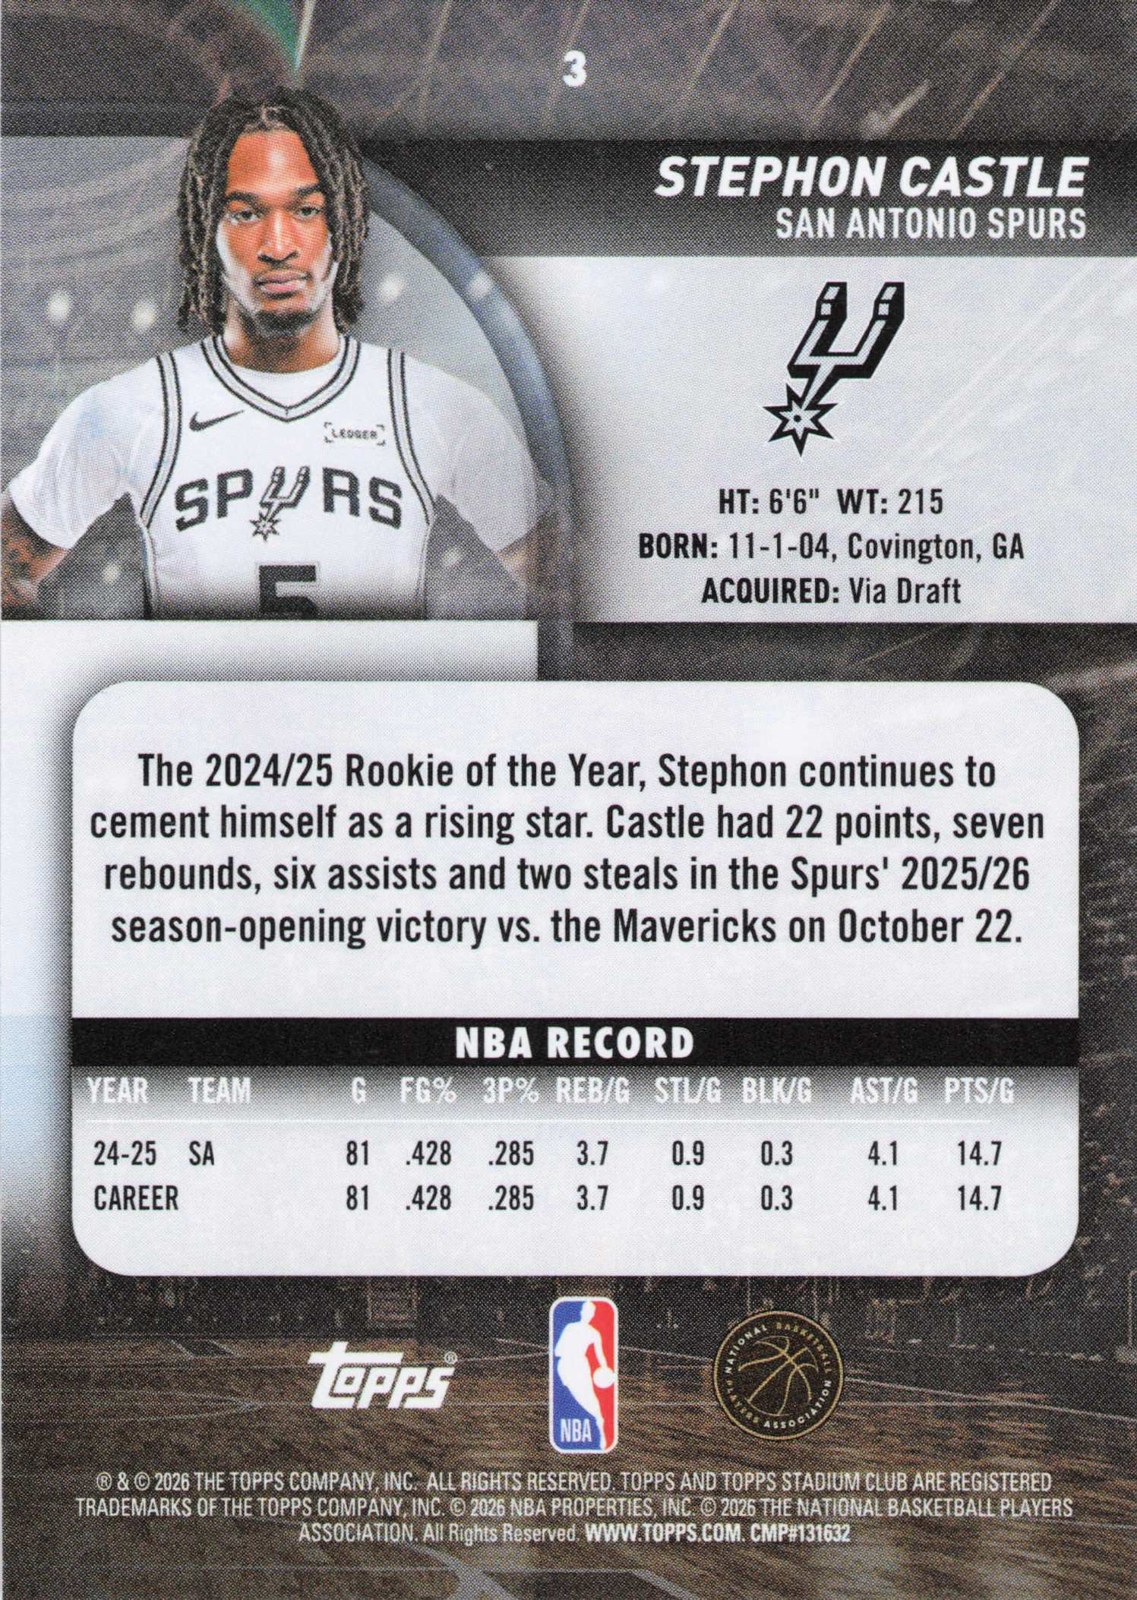 3
STEPHON CASTLE
SAN ANTONIO SPURS
LEDGER
SPURS
5
HT: 6'6" WT: 215
BORN: 11-1-04, Covington, GA
ACQUIRED: Via Draft
The 2024/25 Rookie of the Year, Stephon continues to
cement himself as a rising star. Castle had 22 points, seven
rebounds, six assists and two steals in the Spurs' 2025/26
season-opening victory vs. the Mavericks on October 22.
NBA RECORD
YEAR TEAM G FG% 3P% REB/G STL/G BLK/G AST/G PTS/G
24-25 SA 81 .428 .285 3.7 0.9 0.3 4.1 14.7
CAREER 81 .428 .285 3.7 0.9 0.3 4.1 14.7
topps®
NBA
NATIONAL BASKETBALL PLAYERS ASSOCIATION
® & © 2026 THE TOPPS COMPANY, INC. ALL RIGHTS RESERVED. TOPPS AND TOPPS STADIUM CLUB ARE REGISTERED
TRADEMARKS OF THE TOPPS COMPANY, INC. © 2026 NBA PROPERTIES, INC. © 2026 THE NATIONAL BASKETBALL PLAYERS
ASSOCIATION. All Rights Reserved. WWW.TOPPS.COM. CMP#131632